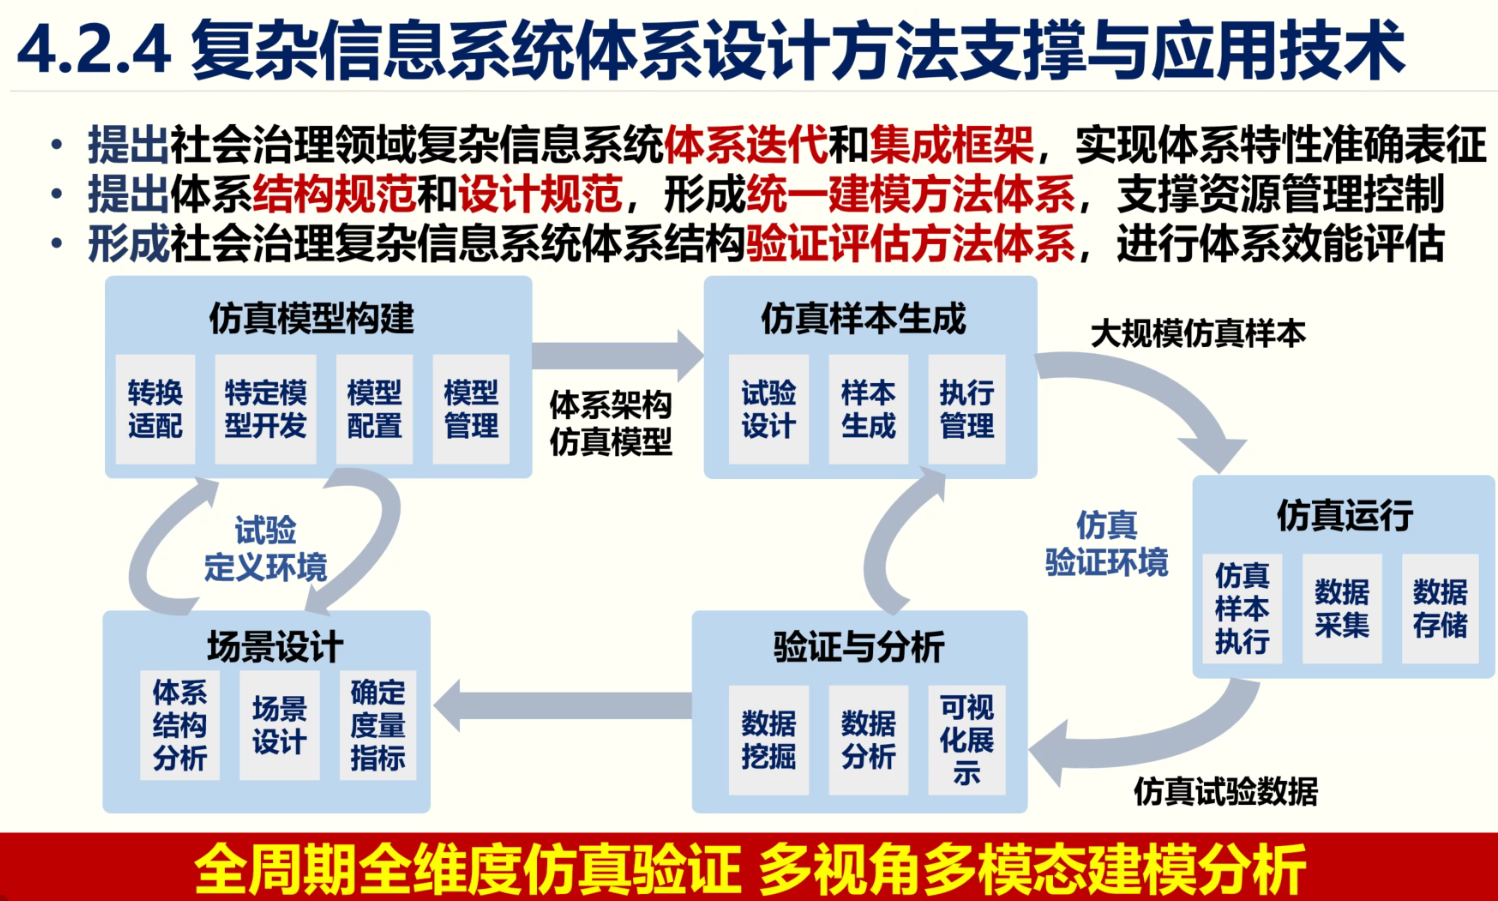 4.2.4 复杂信息系统体系设计方法支撑与应用技术
• 提出社会治理领域复杂信息系统体系迭代和集成框架，实现体系特性准确表征
• 提出体系结构规范和设计规范，形成统一建模方法体系，支撑资源管理控制
• 形成社会治理复杂信息系统体系结构验证评估方法体系，进行体系效能评估
仿真模型构建
转换
适配
特定模
型开发
模型
配置
模型
管理
体系架构
仿真模型
仿真样本生成
试验
设计
样本
生成
执行
管理
大规模仿真样本
试验
定义环境
仿真
验证环境
仿真运行
仿真
样本
执行
数据
采集
数据
存储
场景设计
体系
结构
分析
场景
设计
确定
度量
指标
验证与分析
数据
挖掘
数据
分析
可视
化展
示
仿真试验数据
全周期全维度仿真验证 多视角多模态建模分析